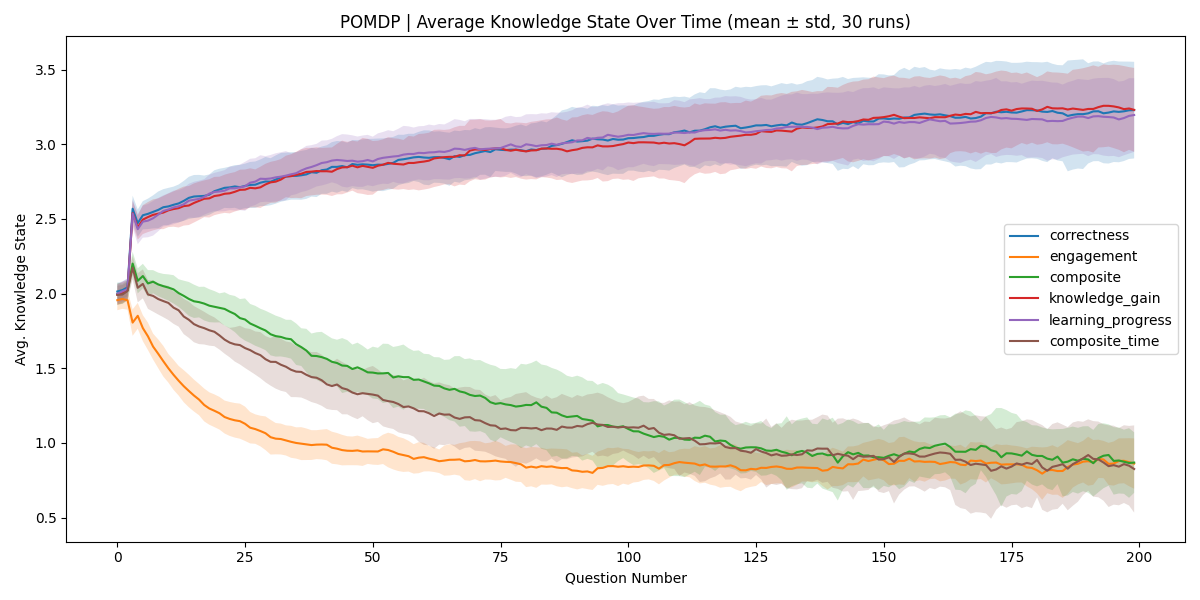 POMDP | Average Knowledge State Over Time (mean ± std, 30 runs)
Avg. Knowledge State
3.5
3.0
2.5
2.0
1.5
1.0
0.5
correctness
engagement
composite
knowledge_gain
learning_progress
composite_time
0 25 50 75 100 125 150 175 200
Question Number